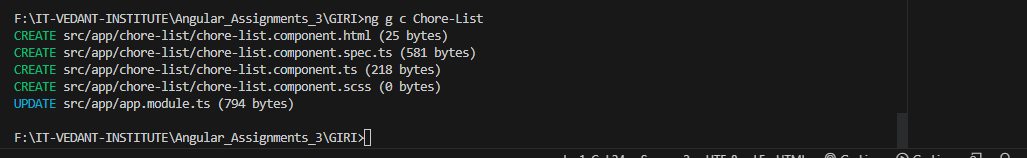 F:\IT-VEDANT-INSTITUTE\Angular_Assignments_3\GIRI>ng g c Chore-List
CREATE src/app/chore-list/chore-list.component.html (25 bytes)
CREATE src/app/chore-list/chore-list.component.spec.ts (581 bytes)
CREATE src/app/chore-list/chore-list.component.ts (218 bytes)
CREATE src/app/chore-list/chore-list.component.scss (0 bytes)
UPDATE src/app/app.module.ts (794 bytes)
F:\IT-VEDANT-INSTITUTE\Angular_Assignments_3\GIRI>